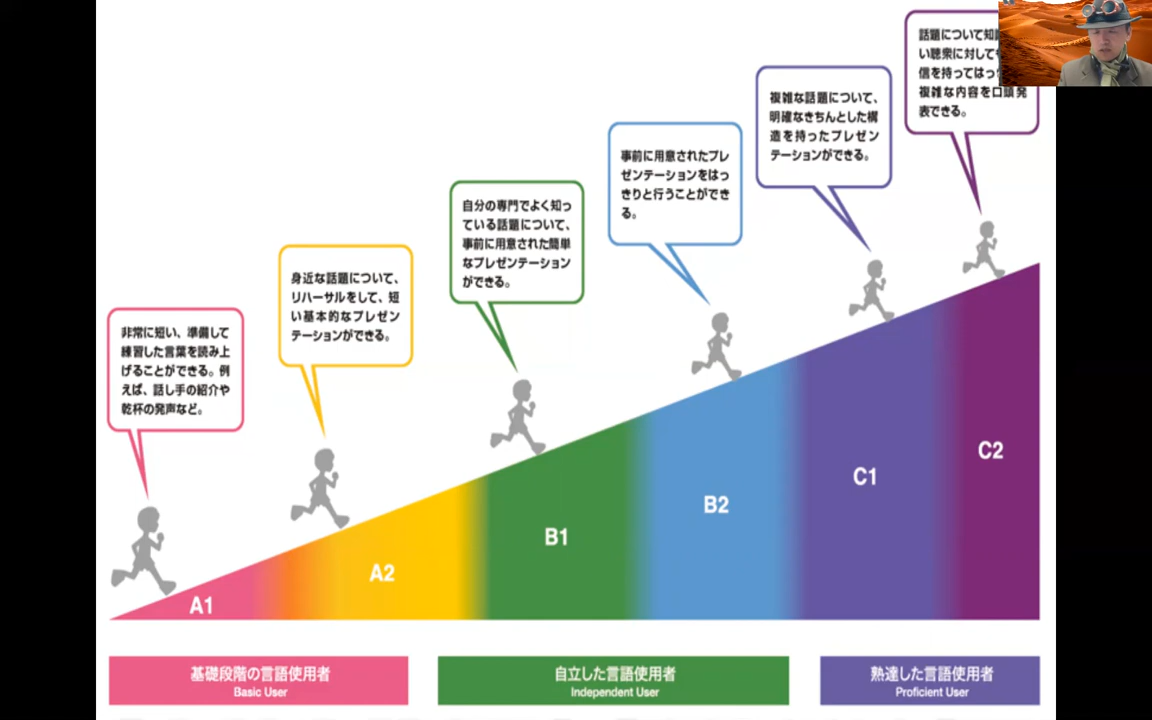 非常に短い、準備して
練習した言葉を読み上
げることができる。例
えば、話し手の紹介や
乾杯の発声など。
身近な話題について、
リハーサルをして、短
い基本的なプレゼン
テーションができる。
自分の専門でよく知っ
ている話題について、
事前に用意された簡単
なプレゼンテーション
ができる。
事前に用意されたプレ
ゼンテーションをはっ
きりと行うことができ
る。
複雑な話題について、
明確なきちんとした構
造を持ったプレゼン
テーションができる。
話題について知
い聴衆に対して
信を持ってはっ
複雑な内容を口頭発
表できる。
A1
A2
B1
B2
C1
C2
基礎段階の言語使用者
Basic User
自立した言語使用者
Independent User
熟達した言語使用者
Proficient User